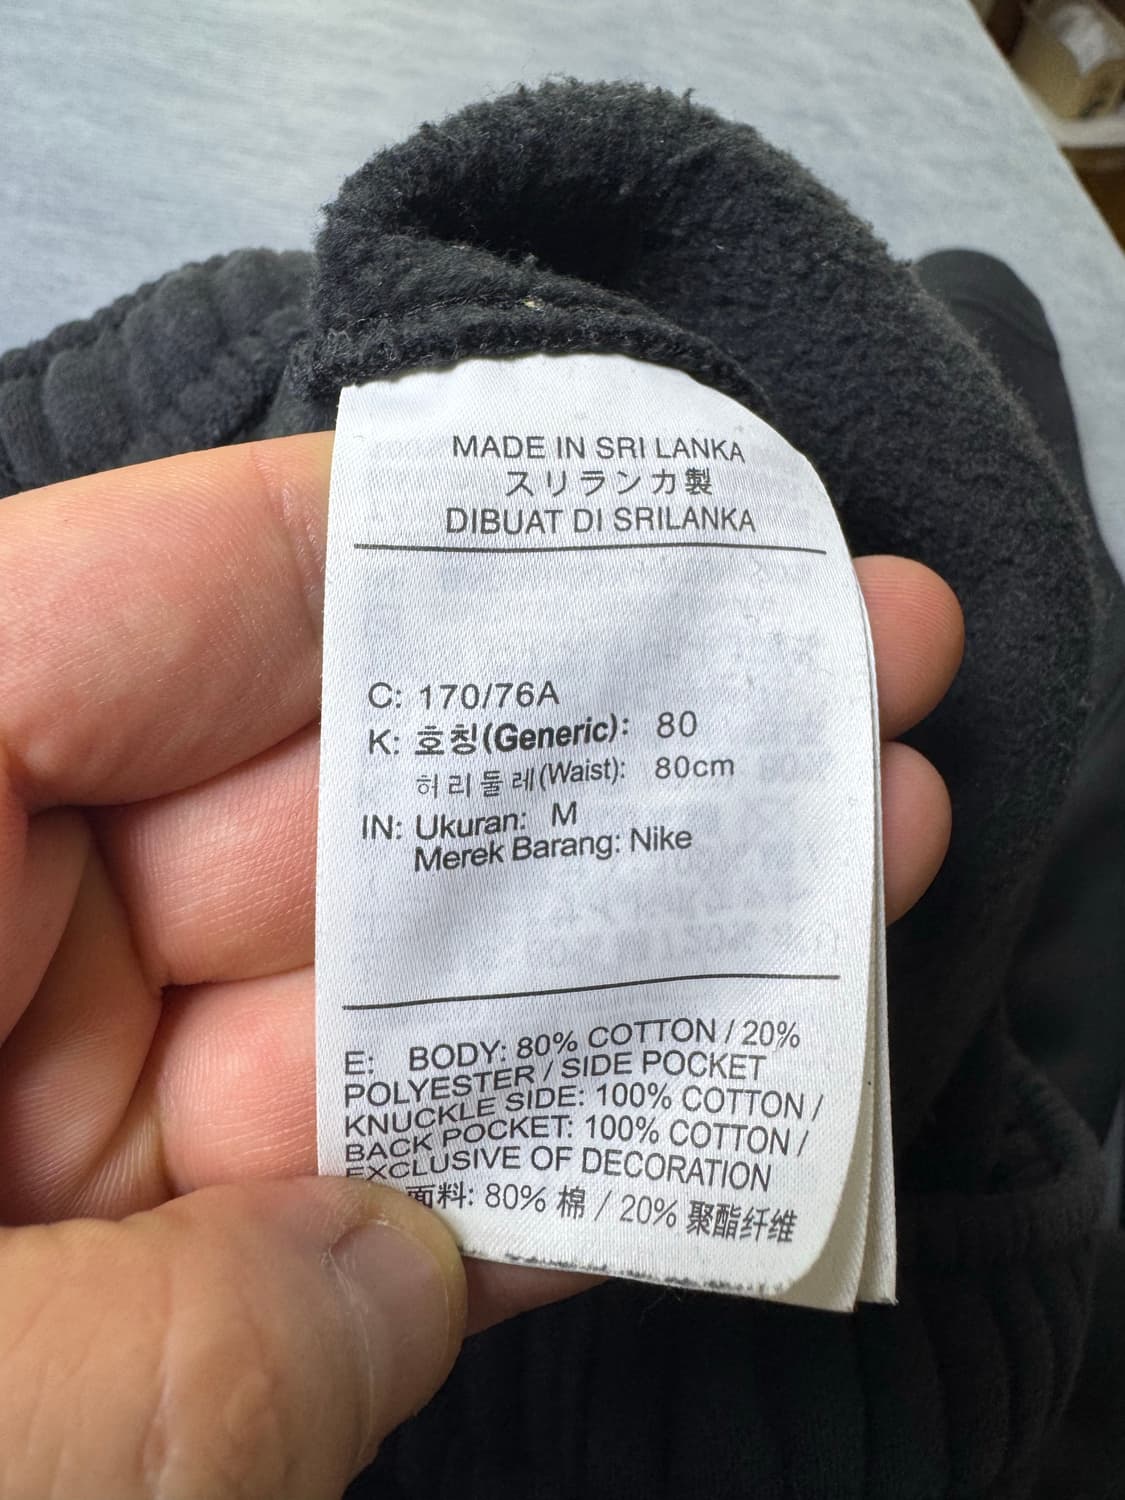 MADE IN SRI LANKA
スリランカ製
DIBUAT DI SRILANKA
C: 170/76A
K: 호칭(Generic): 80
허리둘레(Waist): 80cm
IN: Ukuran: M
Merek Barang: Nike
E: BODY: 80% COTTON / 20%
POLYESTER / SIDE POCKET
KNUCKLE SIDE: 100% COTTON /
BACK POCKET: 100% COTTON /
EXCLUSIVE OF DECORATION
面料: 80% 棉 / 20% 聚酯纤维